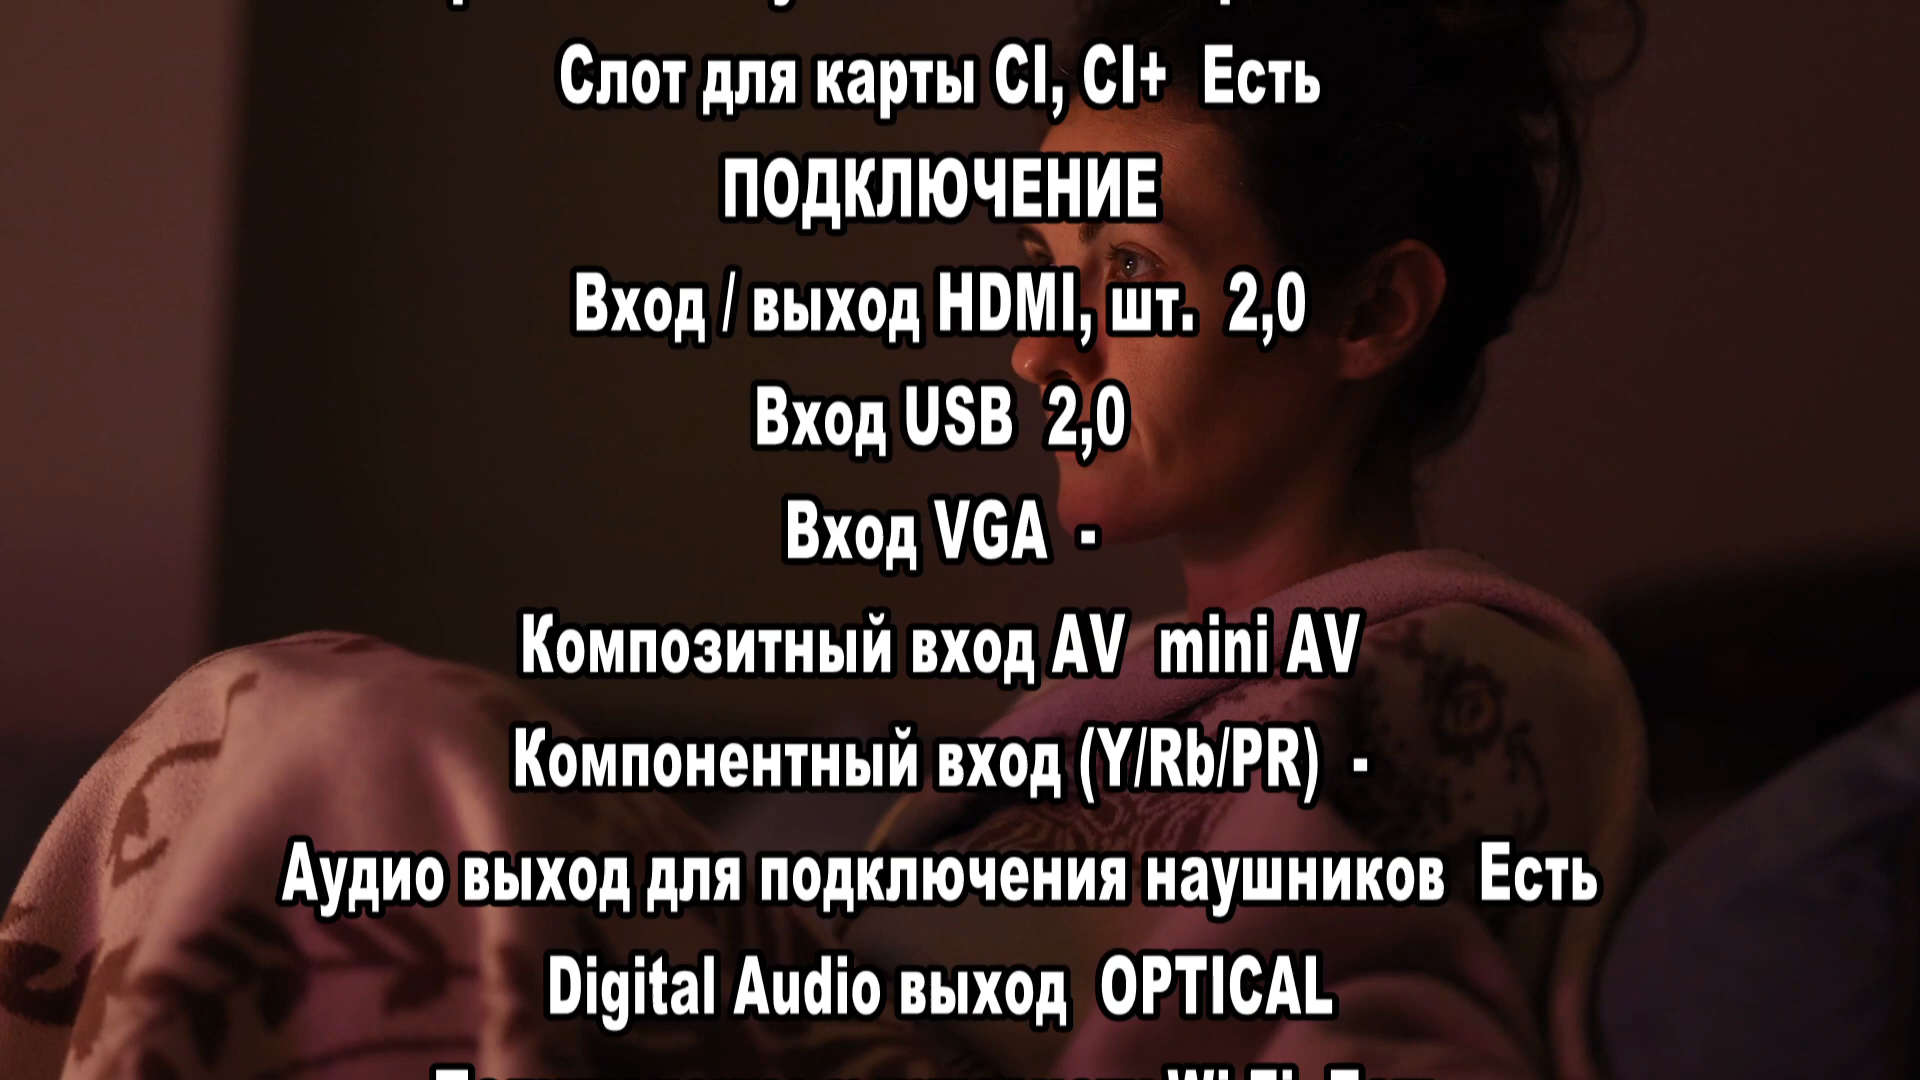 Слот для карты CI, CI+ Есть
ПОДКЛЮЧЕНИЕ
Вход / выход HDMI, шт. 2,0
Вход USB 2,0
Вход VGA -
Композитный вход AV mini AV
Компонентный вход (Y/Rb/PR) -
Аудио выход для подключения наушников Есть
Digital Audio выход OPTICAL